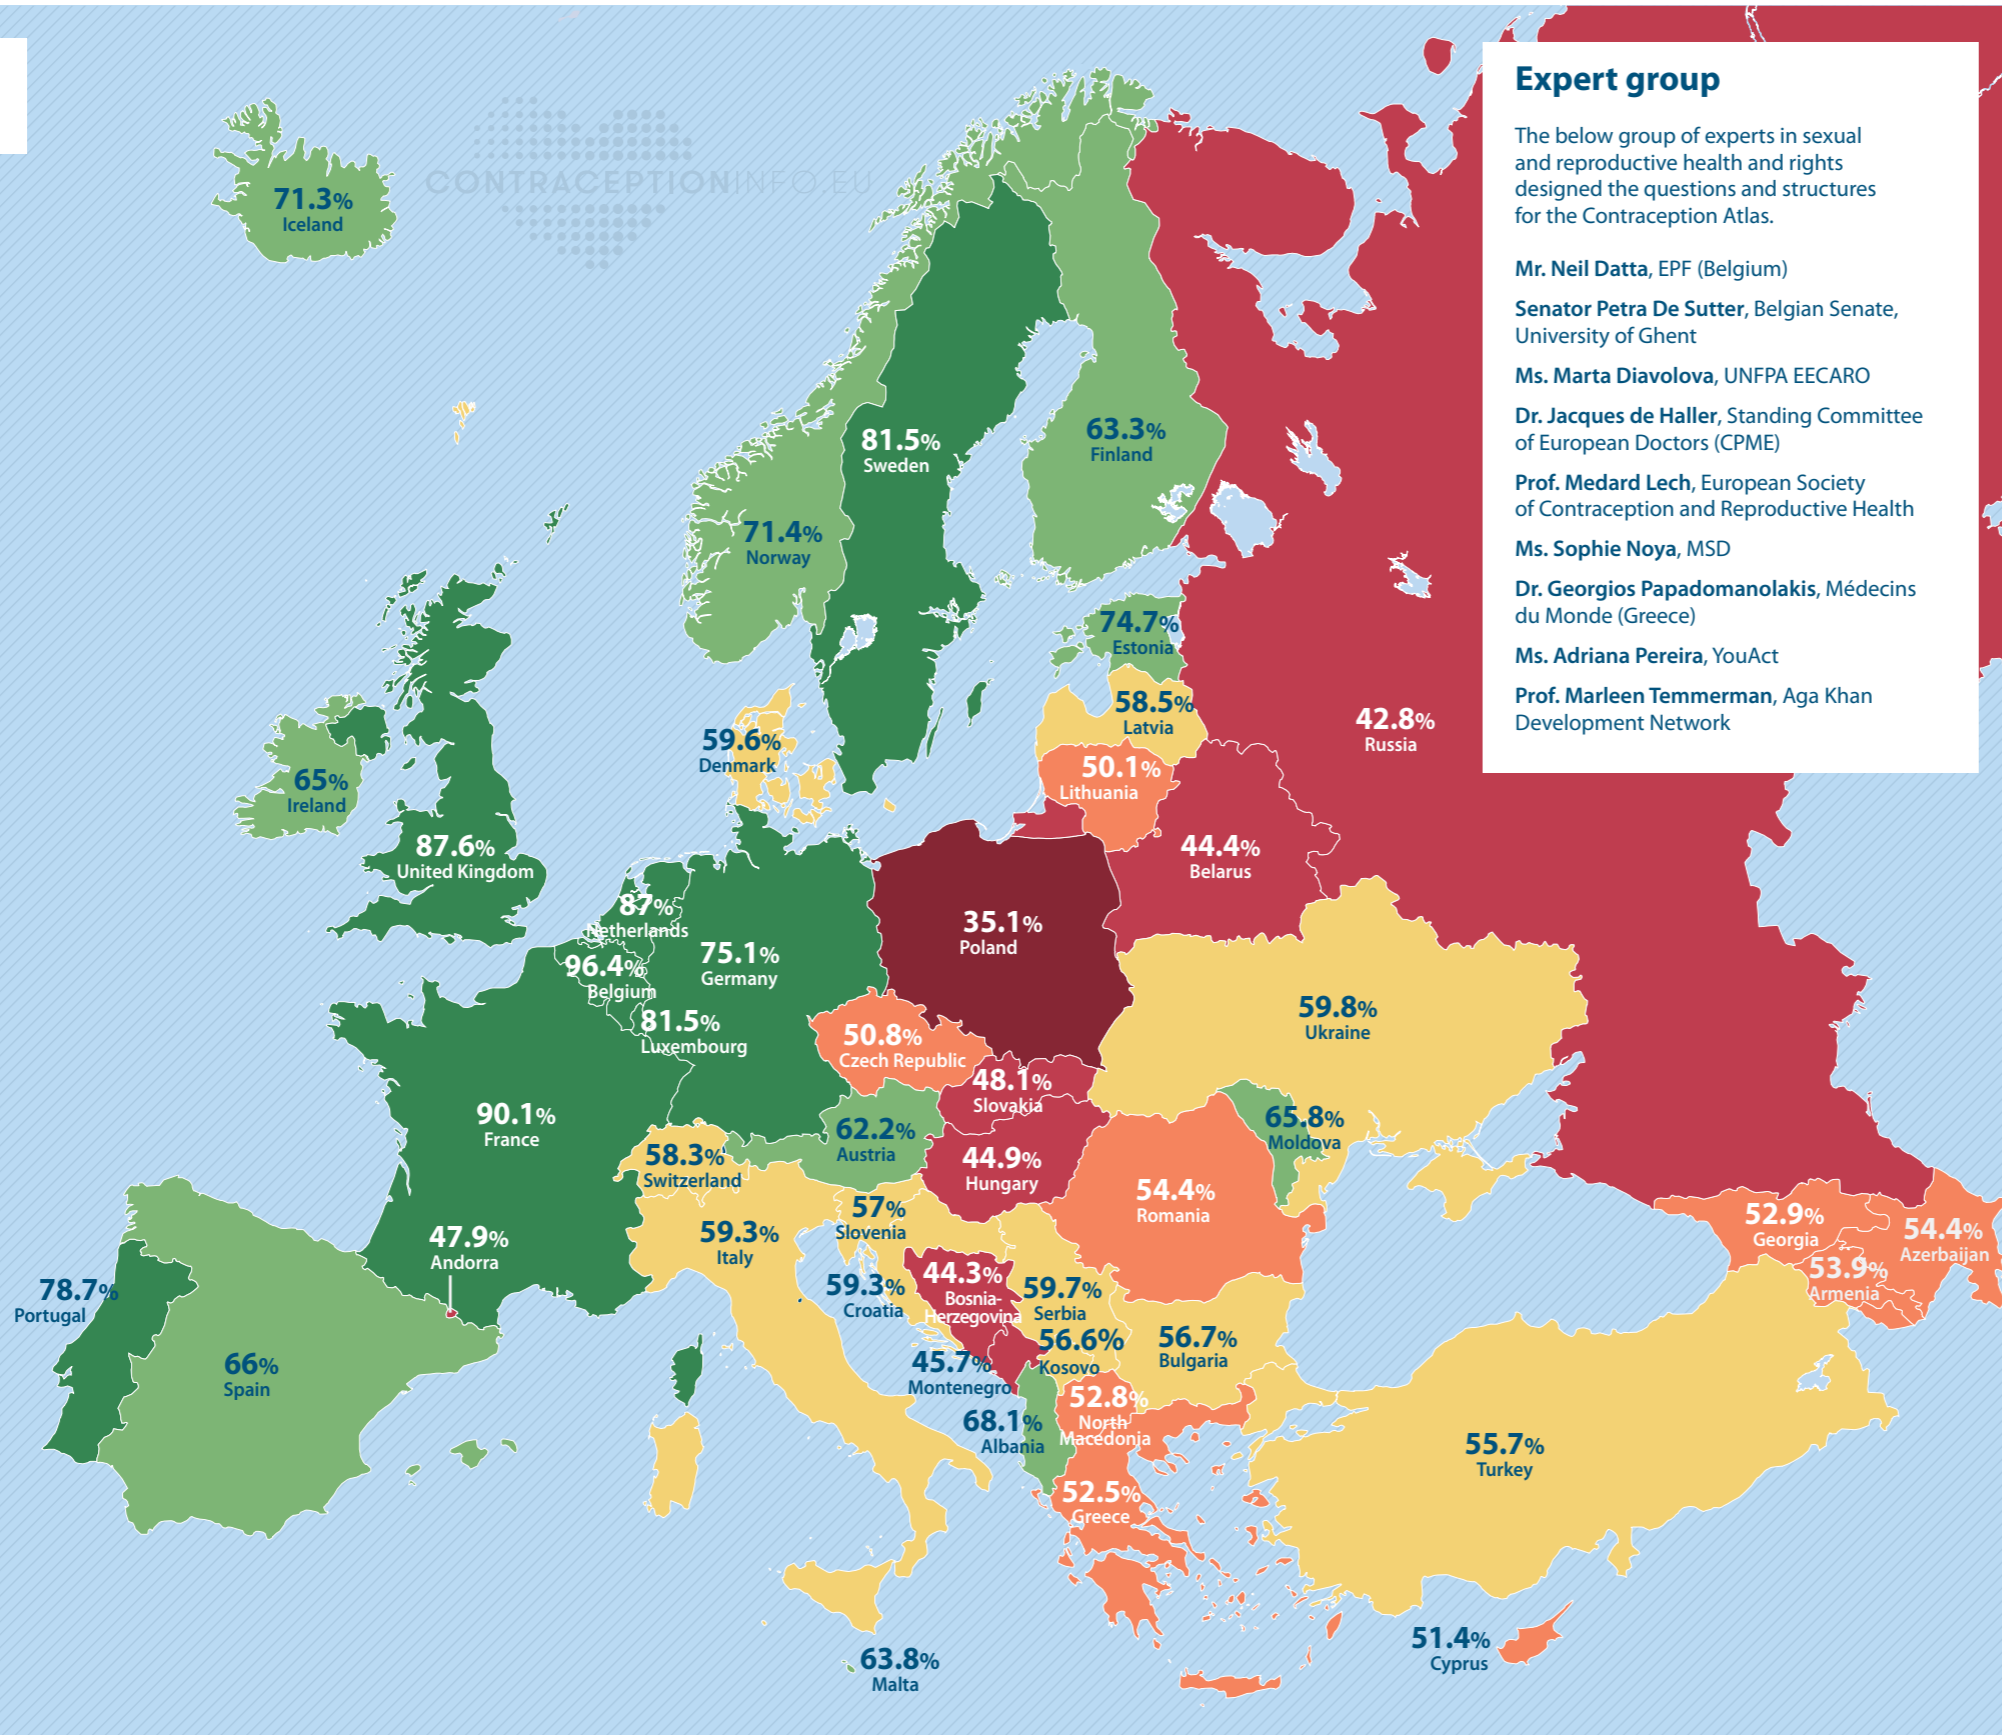 Expert group
The below group of experts in sexual
and reproductive health and rights
designed the questions and structures
for the Contraception Atlas.
Mr. Neil Datta, EPF (Belgium)
Senator Petra De Sutter, Belgian Senate,
University of Ghent
Ms. Marta Diavolova, UNFPA EECARO
Dr. Jacques de Haller, Standing Committee
of European Doctors (CPME)
Prof. Medard Lech, European Society
of Contraception and Reproductive Health
Ms. Sophie Noya, MSD
Dr. Georgios Papadomanolakis, Médecins
du Monde (Greece)
Ms. Adriana Pereira, YouAct
Prof. Marleen Temmerman, Aga Khan
Development Network
CONTRACEPTION
71.3%
Iceland
81.5%
Sweden
63.3%
Finland
71.4%
Norway
74.7%
Estonia
58.5%
Latvia
42.8%
Russia
59.6%
Denmark
50.1%
Lithuania
65%
Ireland
87.6%
United Kingdom
44.4%
Belarus
87%
Netherlands
35.1%
Poland
75.1%
Germany
96.4%
Belgium
81.5%
Luxembourg
59.8%
Ukraine
50.8%
Czech Republic
48.1%
Slovakia
90.1%
France
62.2%
Austria
65.8%
Moldova
58.3%
Switzerland
44.9%
Hungary
54.4%
Romania
57%
Slovenia
59.3%
Italy
47.9%
Andorra
52.9%
Georgia
54.4%
Azerbaijan
53.9%
Armenia
78.7%
Portugal
59.3%
Croatia
44.3%
Bosnia-
Herzegovina
59.7%
Serbia
56.6%
Kosovo
56.7%
Bulgaria
66%
Spain
45.7%
Montenegro
52.8%
North
Macedonia
68.1%
Albania
55.7%
Turkey
52.5%
Greece
51.4%
Cyprus
63.8%
Malta